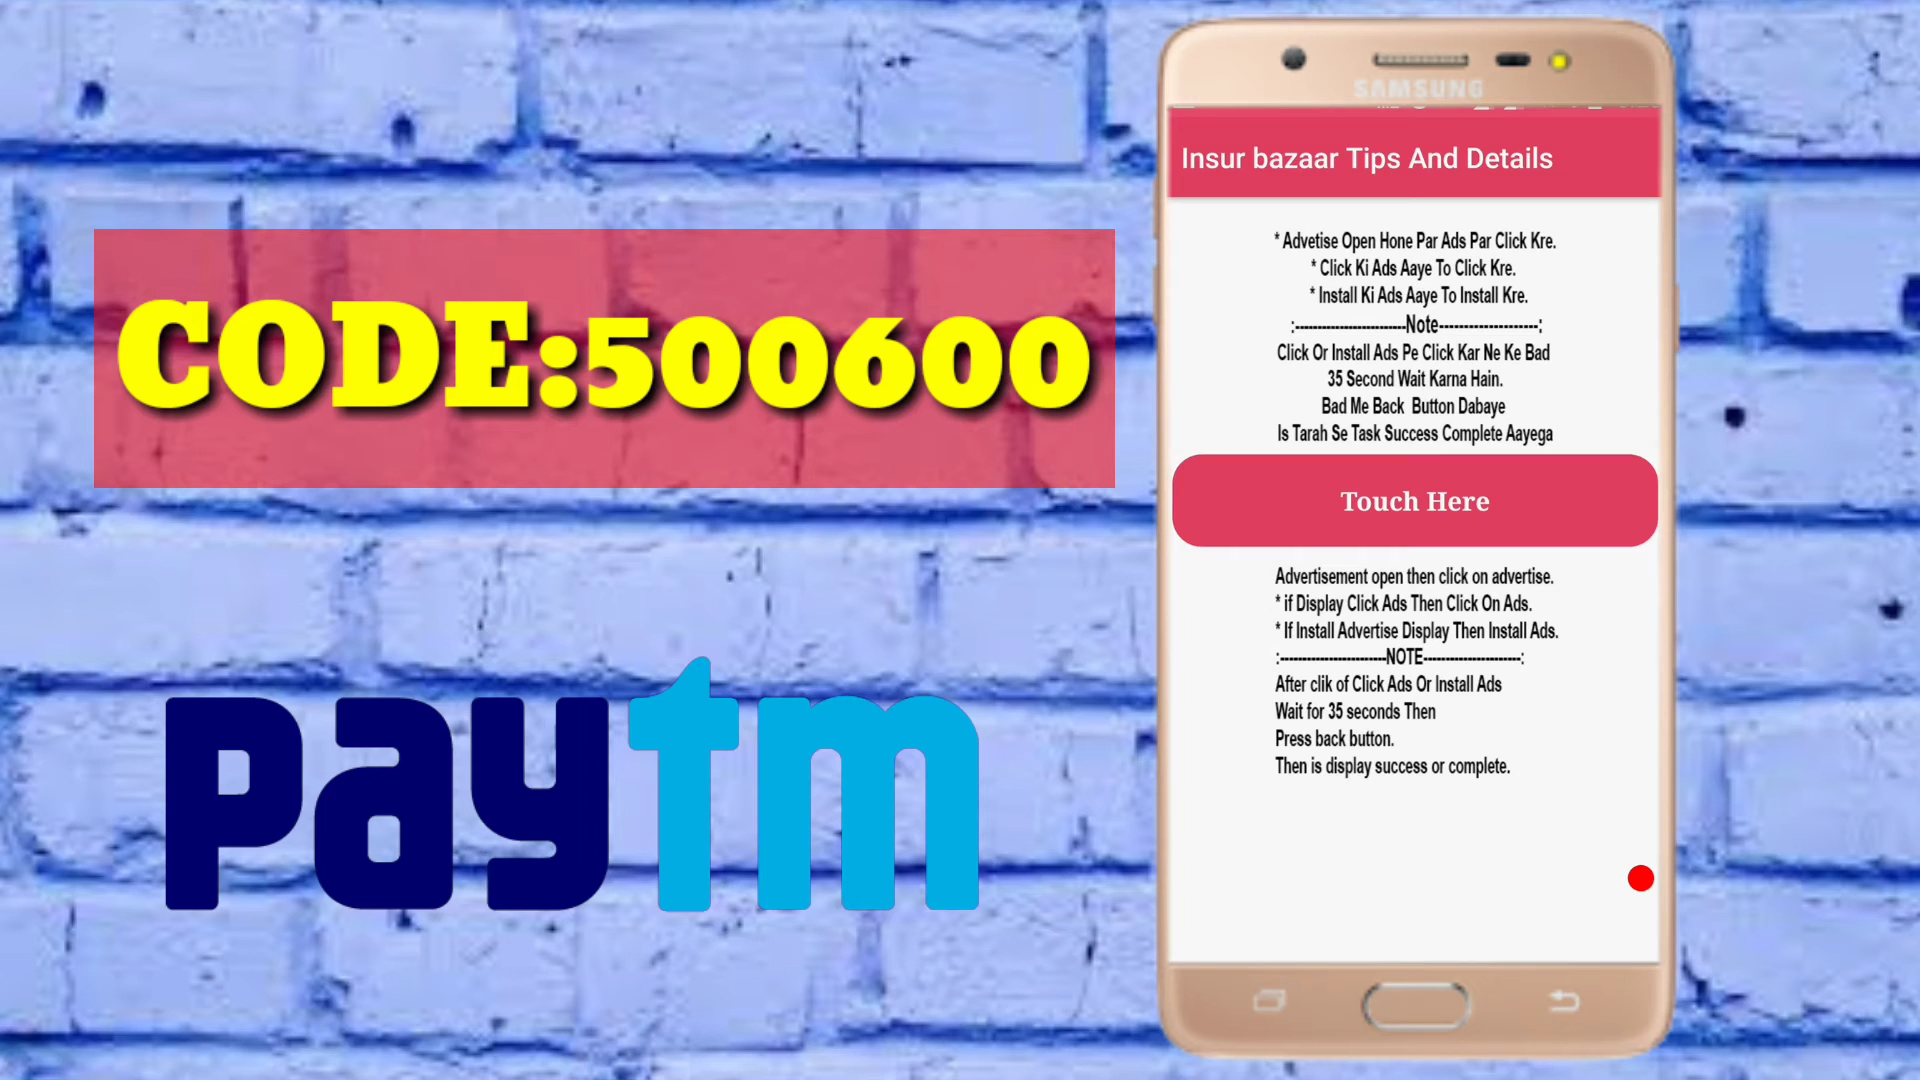 CODE:500600
paytm
SAMSUNG
Insur bazaar Tips And Details
* Advetise Open Hone Par Ads Par Click Kre.
* Click Ki Ads Aaye To Click Kre.
* Install Ki Ads Aaye To Install Kre.
:-------------------------Note---------------------:
Click Or Install Ads Pe Click Kar Ne Ke Bad
35 Second Wait Karna Hain.
Bad Me Back Button Dabaye
Is Tarah Se Task Success Complete Aayega
Touch Here
Advertisement open then click on advertise.
* if Display Click Ads Then Click On Ads.
* If Install Advertise Display Then Install Ads.
:-------------------------NOTE-----------------------:
After clik of Click Ads Or Install Ads
Wait for 35 seconds Then
Press back button.
Then is display success or complete.